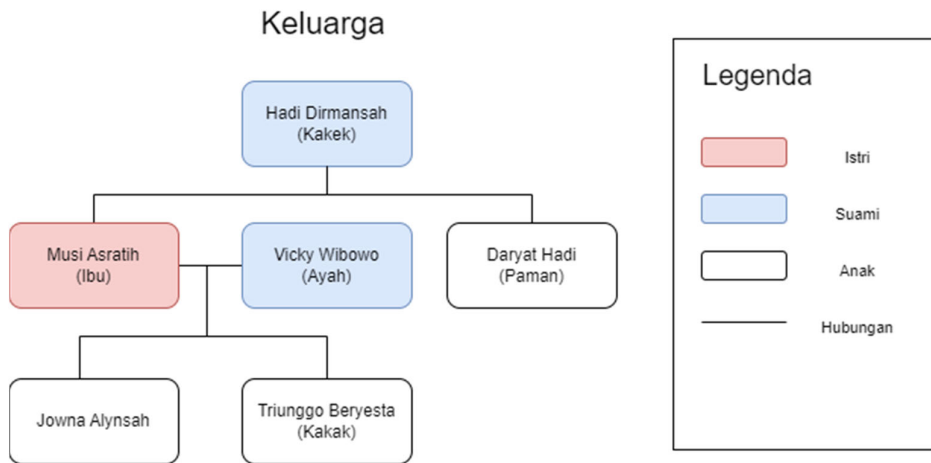 Keluarga
Hadi Dirmansah
(Kakek)
Musi Asratih
(Ibu)
Vicky Wibowo
(Ayah)
Daryat Hadi
(Paman)
Jowna Alynsah
Triunggo Beryesta
(Kakak)
Legenda
Istri
Suami
Anak
Hubungan